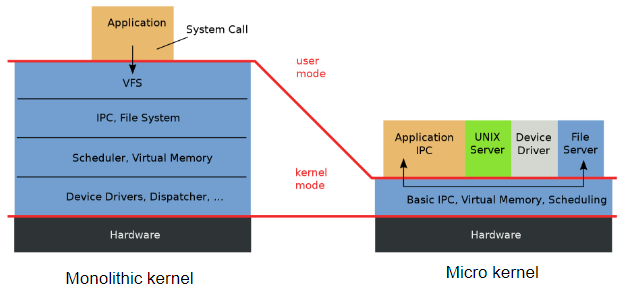 Application
System Call
VFS
IPC, File System
Scheduler, Virtual Memory
Device Drivers, Dispatcher, ...
Hardware
Monolithic kernel
user
mode
kernel
mode
Application
IPC
UNIX
Server
Device
Driver
File
Server
Basic IPC, Virtual Memory, Scheduling
Hardware
Micro kernel